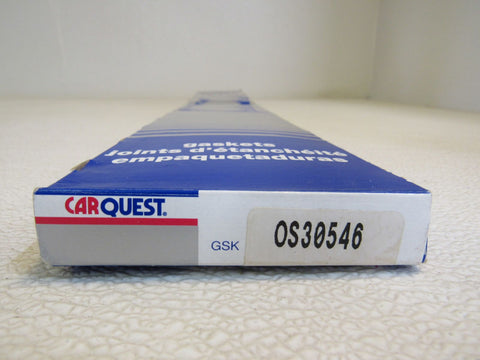 gaskets
joints d'étanchéité
empaquetaduras
CARQUEST®
GSK OS30546